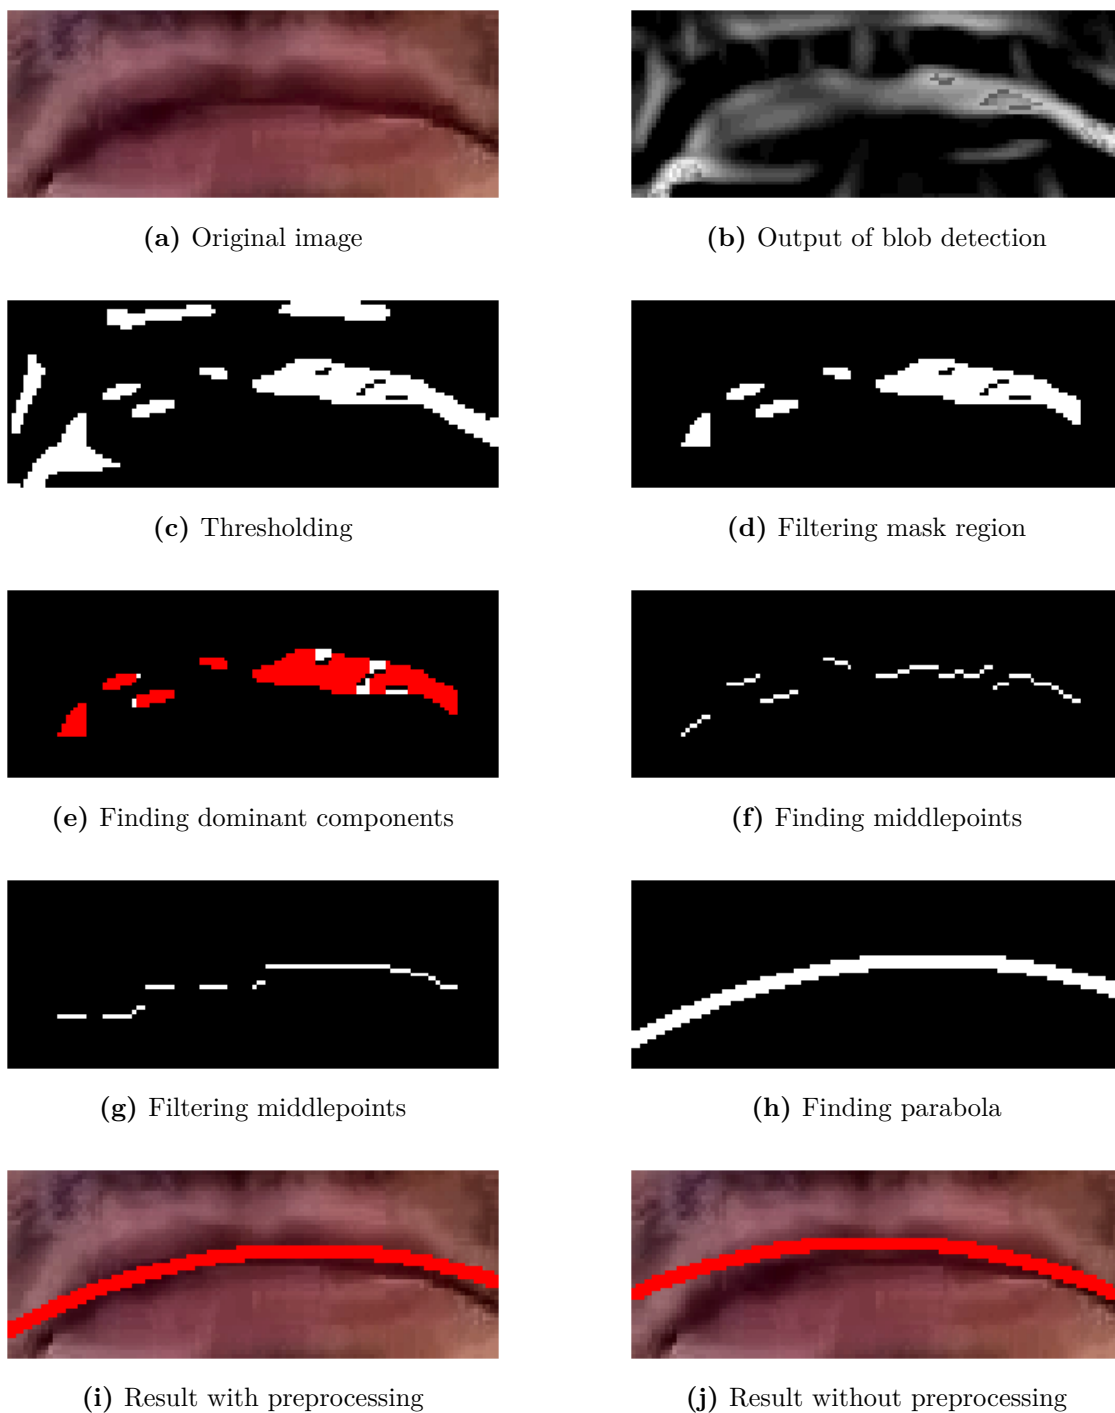 (a) Original image
(b) Output of blob detection
(c) Thresholding
(d) Filtering mask region
(e) Finding dominant components
(f) Finding middlepoints
(g) Filtering middlepoints
(h) Finding parabola
(i) Result with preprocessing
(j) Result without preprocessing